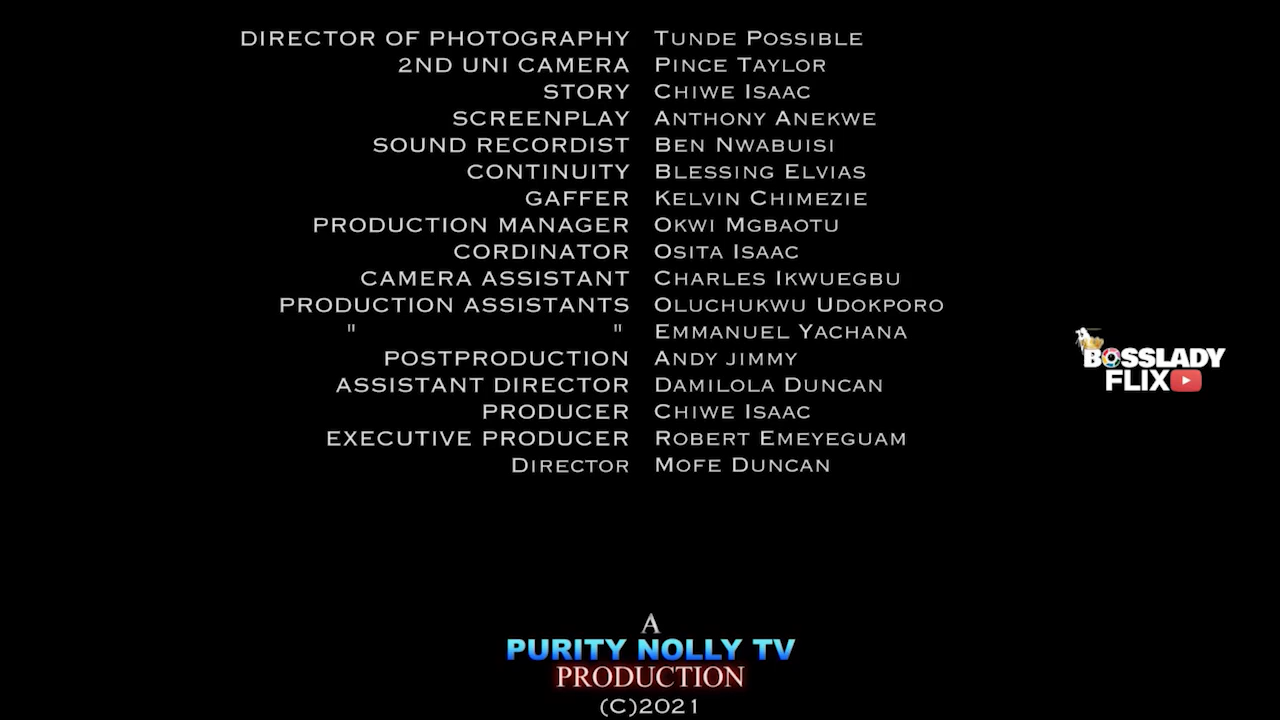 DIRECTOR OF PHOTOGRAPHY TUNDE POSSIBLE
2ND UNI CAMERA PINCE TAYLOR
STORY CHIWE ISAAC
SCREENPLAY ANTHONY ANEKWE
SOUND RECORDIST BEN NWABUISI
CONTINUITY BLESSING ELVIAS
GAFFER KELVIN CHIMEZIE
PRODUCTION MANAGER OKWI MGBAOTU
CORDINATOR OSITA ISAAC
CAMERA ASSISTANT CHARLES IKWUEGBU
PRODUCTION ASSISTANTS OLUCHUKWU UDOKPORO
" " EMMANUEL YACHANA
POSTPRODUCTION ANDY JIMMY
ASSISTANT DIRECTOR DAMILOLA DUNCAN
PRODUCER CHIWE ISAAC
EXECUTIVE PRODUCER ROBERT EMEYEGUAM
DIRECTOR MOFE DUNCAN
BOSSLADY
FLIX
A
PURITY NOLLY TV
PRODUCTION
(C)2021